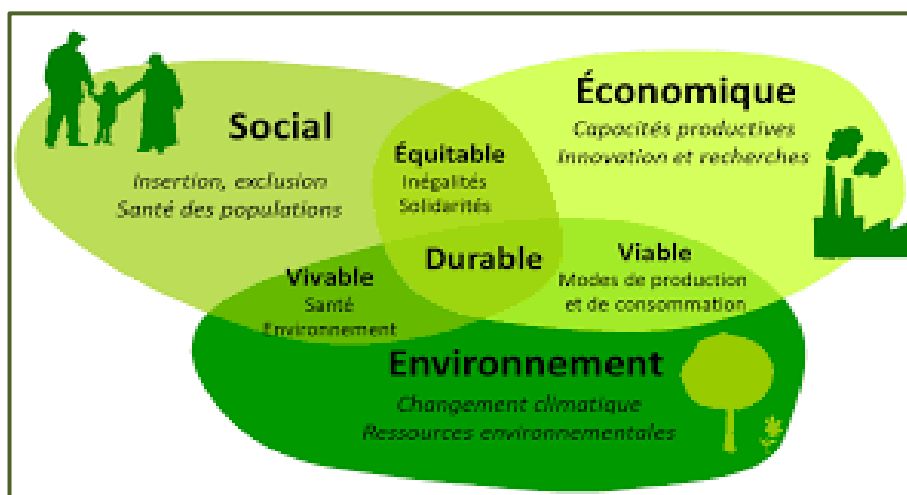 Social
Insertion, exclusion
Santé des populations
Économique
Capacités productives
Innovation et recherches
Équitable
Inégalités
Solidarités
Durable
Vivable
Santé
Environnement
Viable
Modes de production
et de consommation
Environnement
Changement climatique
Ressources environnementales